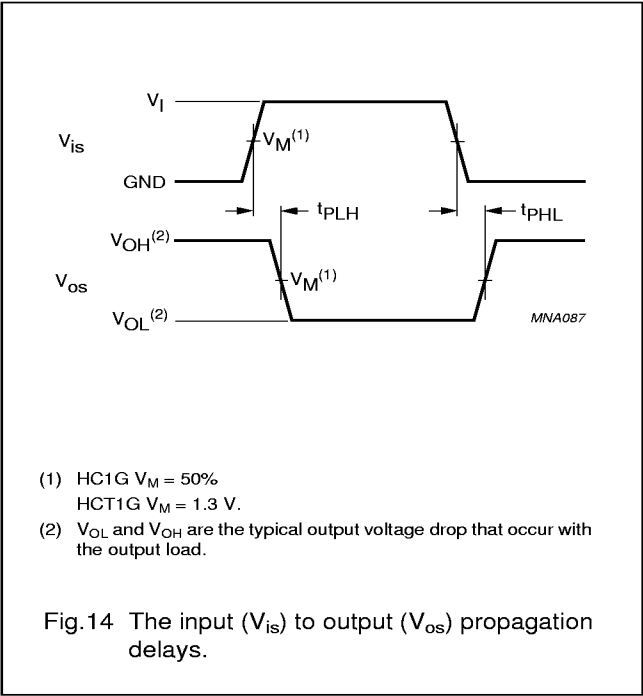 VI
Vis
VM(1)
GND
tPLH
tPHL
VOH(2)
Vos
VM(1)
VOL(2)
MNA087
(1) HC1G VM = 50%
HCT1G VM = 1.3 V.
(2) VOL and VOH are the typical output voltage drop that occur with
the output load.
Fig.14 The input (Vis) to output (Vos) propagation
delays.